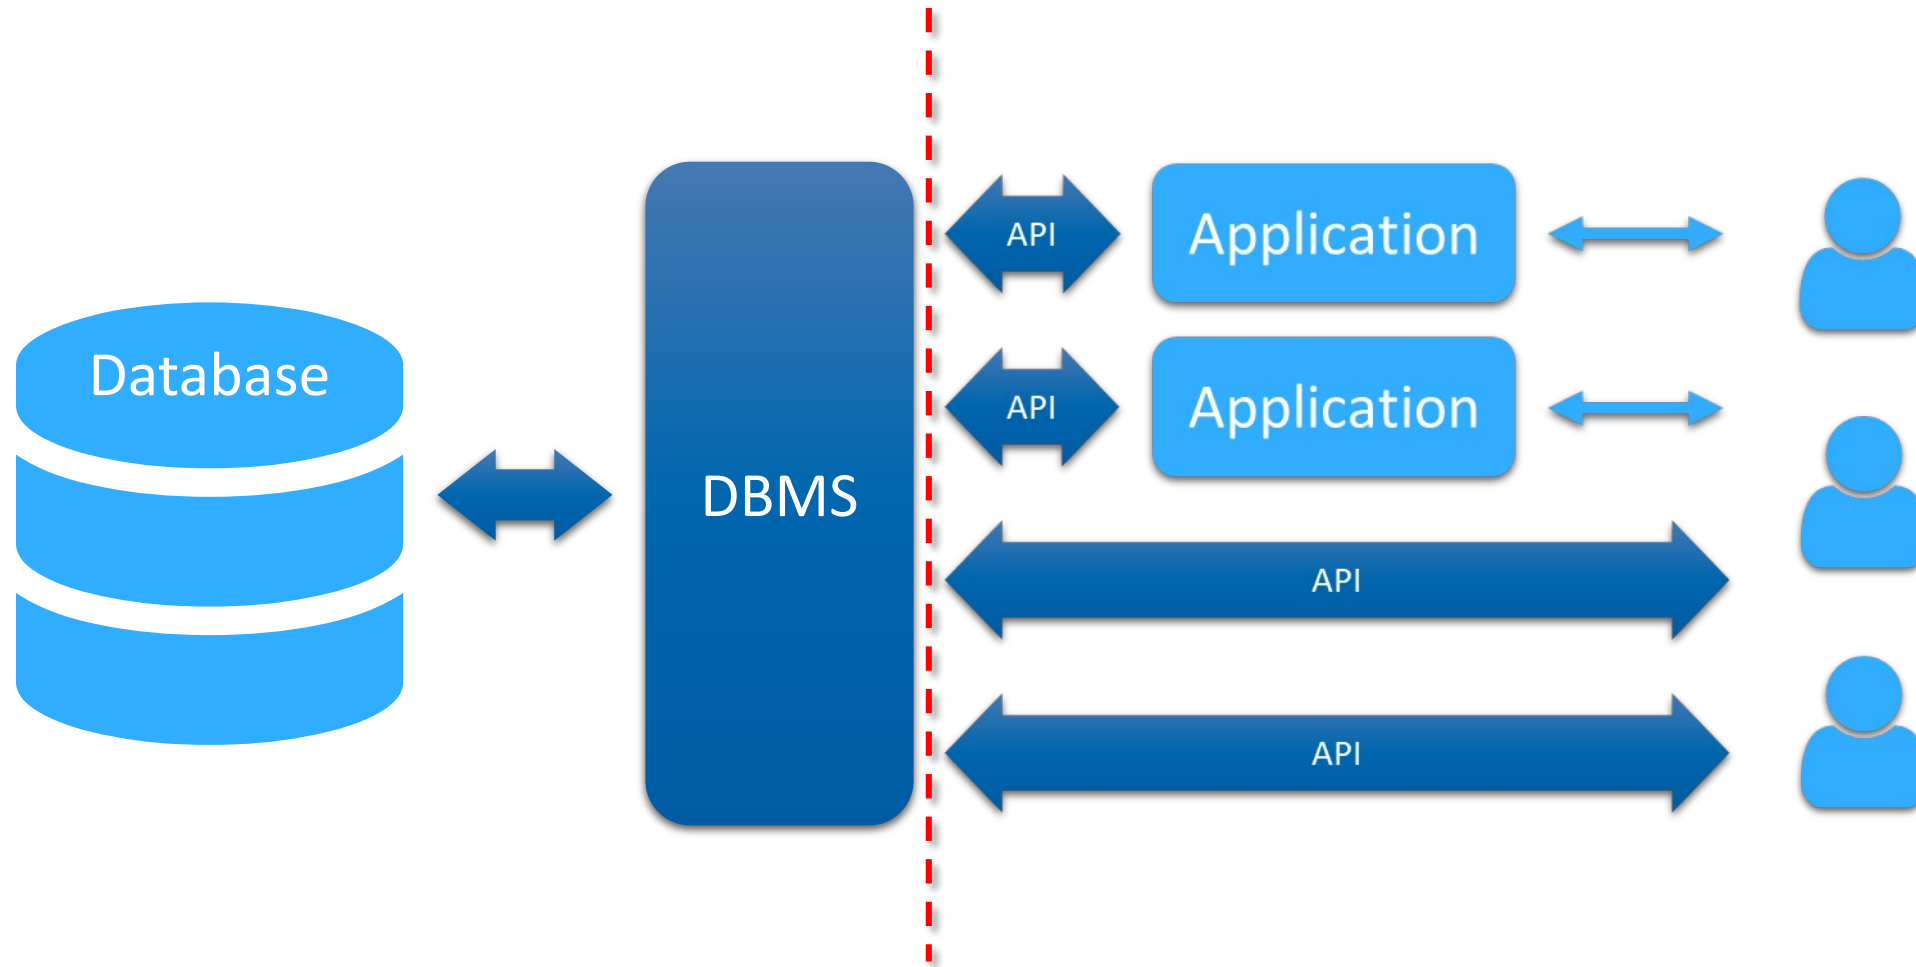 Database
DBMS
API
Application
API
Application
API
API